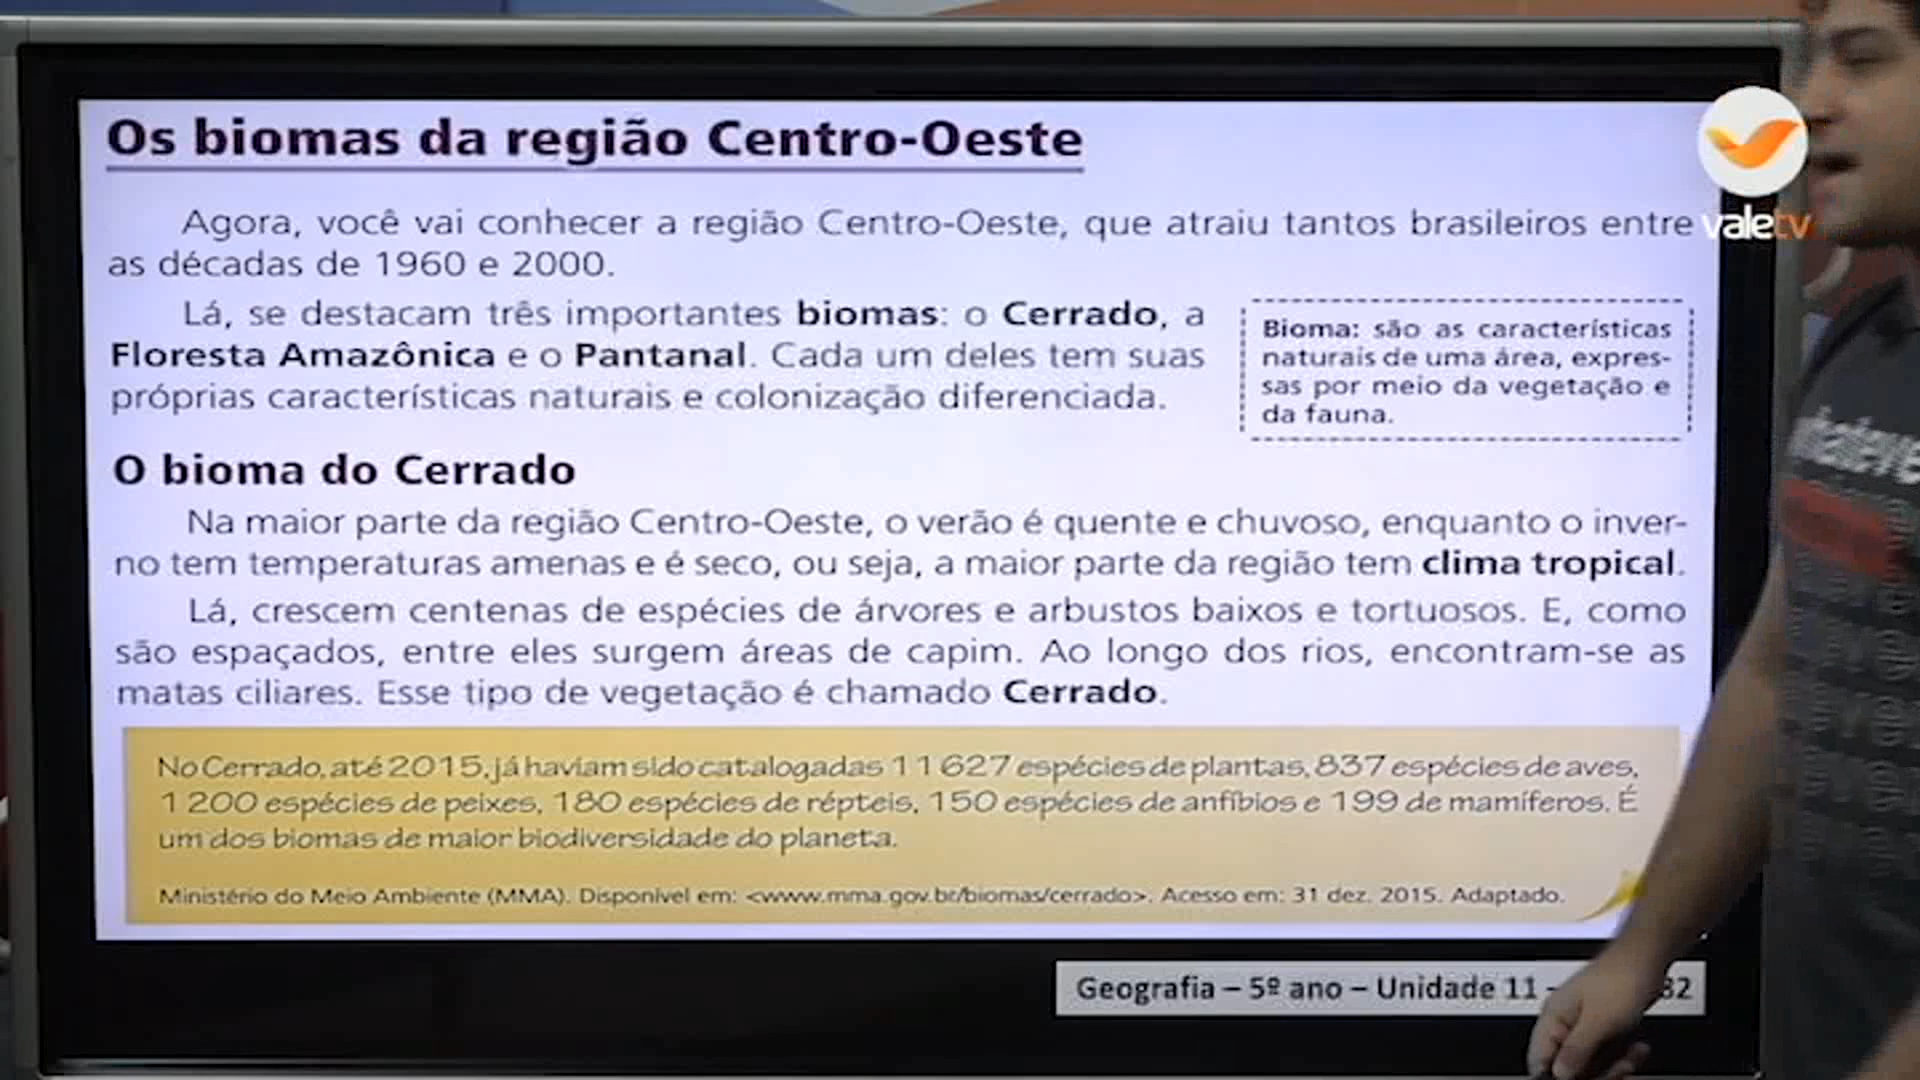 Os biomas da região Centro-Oeste
Agora, você vai conhecer a região Centro-Oeste, que atraiu tantos brasileiros entre
as décadas de 1960 e 2000.
Lá, se destacam três importantes biomas: o Cerrado, a
Floresta Amazônica e o Pantanal. Cada um deles tem suas
próprias características naturais e colonização diferenciada.
Bioma: são as características
naturais de uma área, expres-
sas por meio da vegetação e
da fauna.
O bioma do Cerrado
Na maior parte da região Centro-Oeste, o verão é quente e chuvoso, enquanto o inver-
no tem temperaturas amenas e é seco, ou seja, a maior parte da região tem clima tropical.
Lá, crescem centenas de espécies de árvores e arbustos baixos e tortuosos. E, como
são espaçados, entre eles surgem áreas de capim. Ao longo dos rios, encontram-se as
matas ciliares. Esse tipo de vegetação é chamado Cerrado.
No Cerrado, até 2015, já haviam sido catalogadas 11 627 espécies de plantas, 837 espécies de aves,
1 200 espécies de peixes, 180 espécies de répteis, 150 espécies de anfíbios e 199 de mamíferos. É
um dos biomas de maior biodiversidade do planeta.
Ministério do Meio Ambiente (MMA). Disponível em: <www.mma.gov.br/biomas/cerrado>. Acesso em: 31 dez. 2015. Adaptado.
Geografia – 5º ano – Unidade 11 - 82
valetv